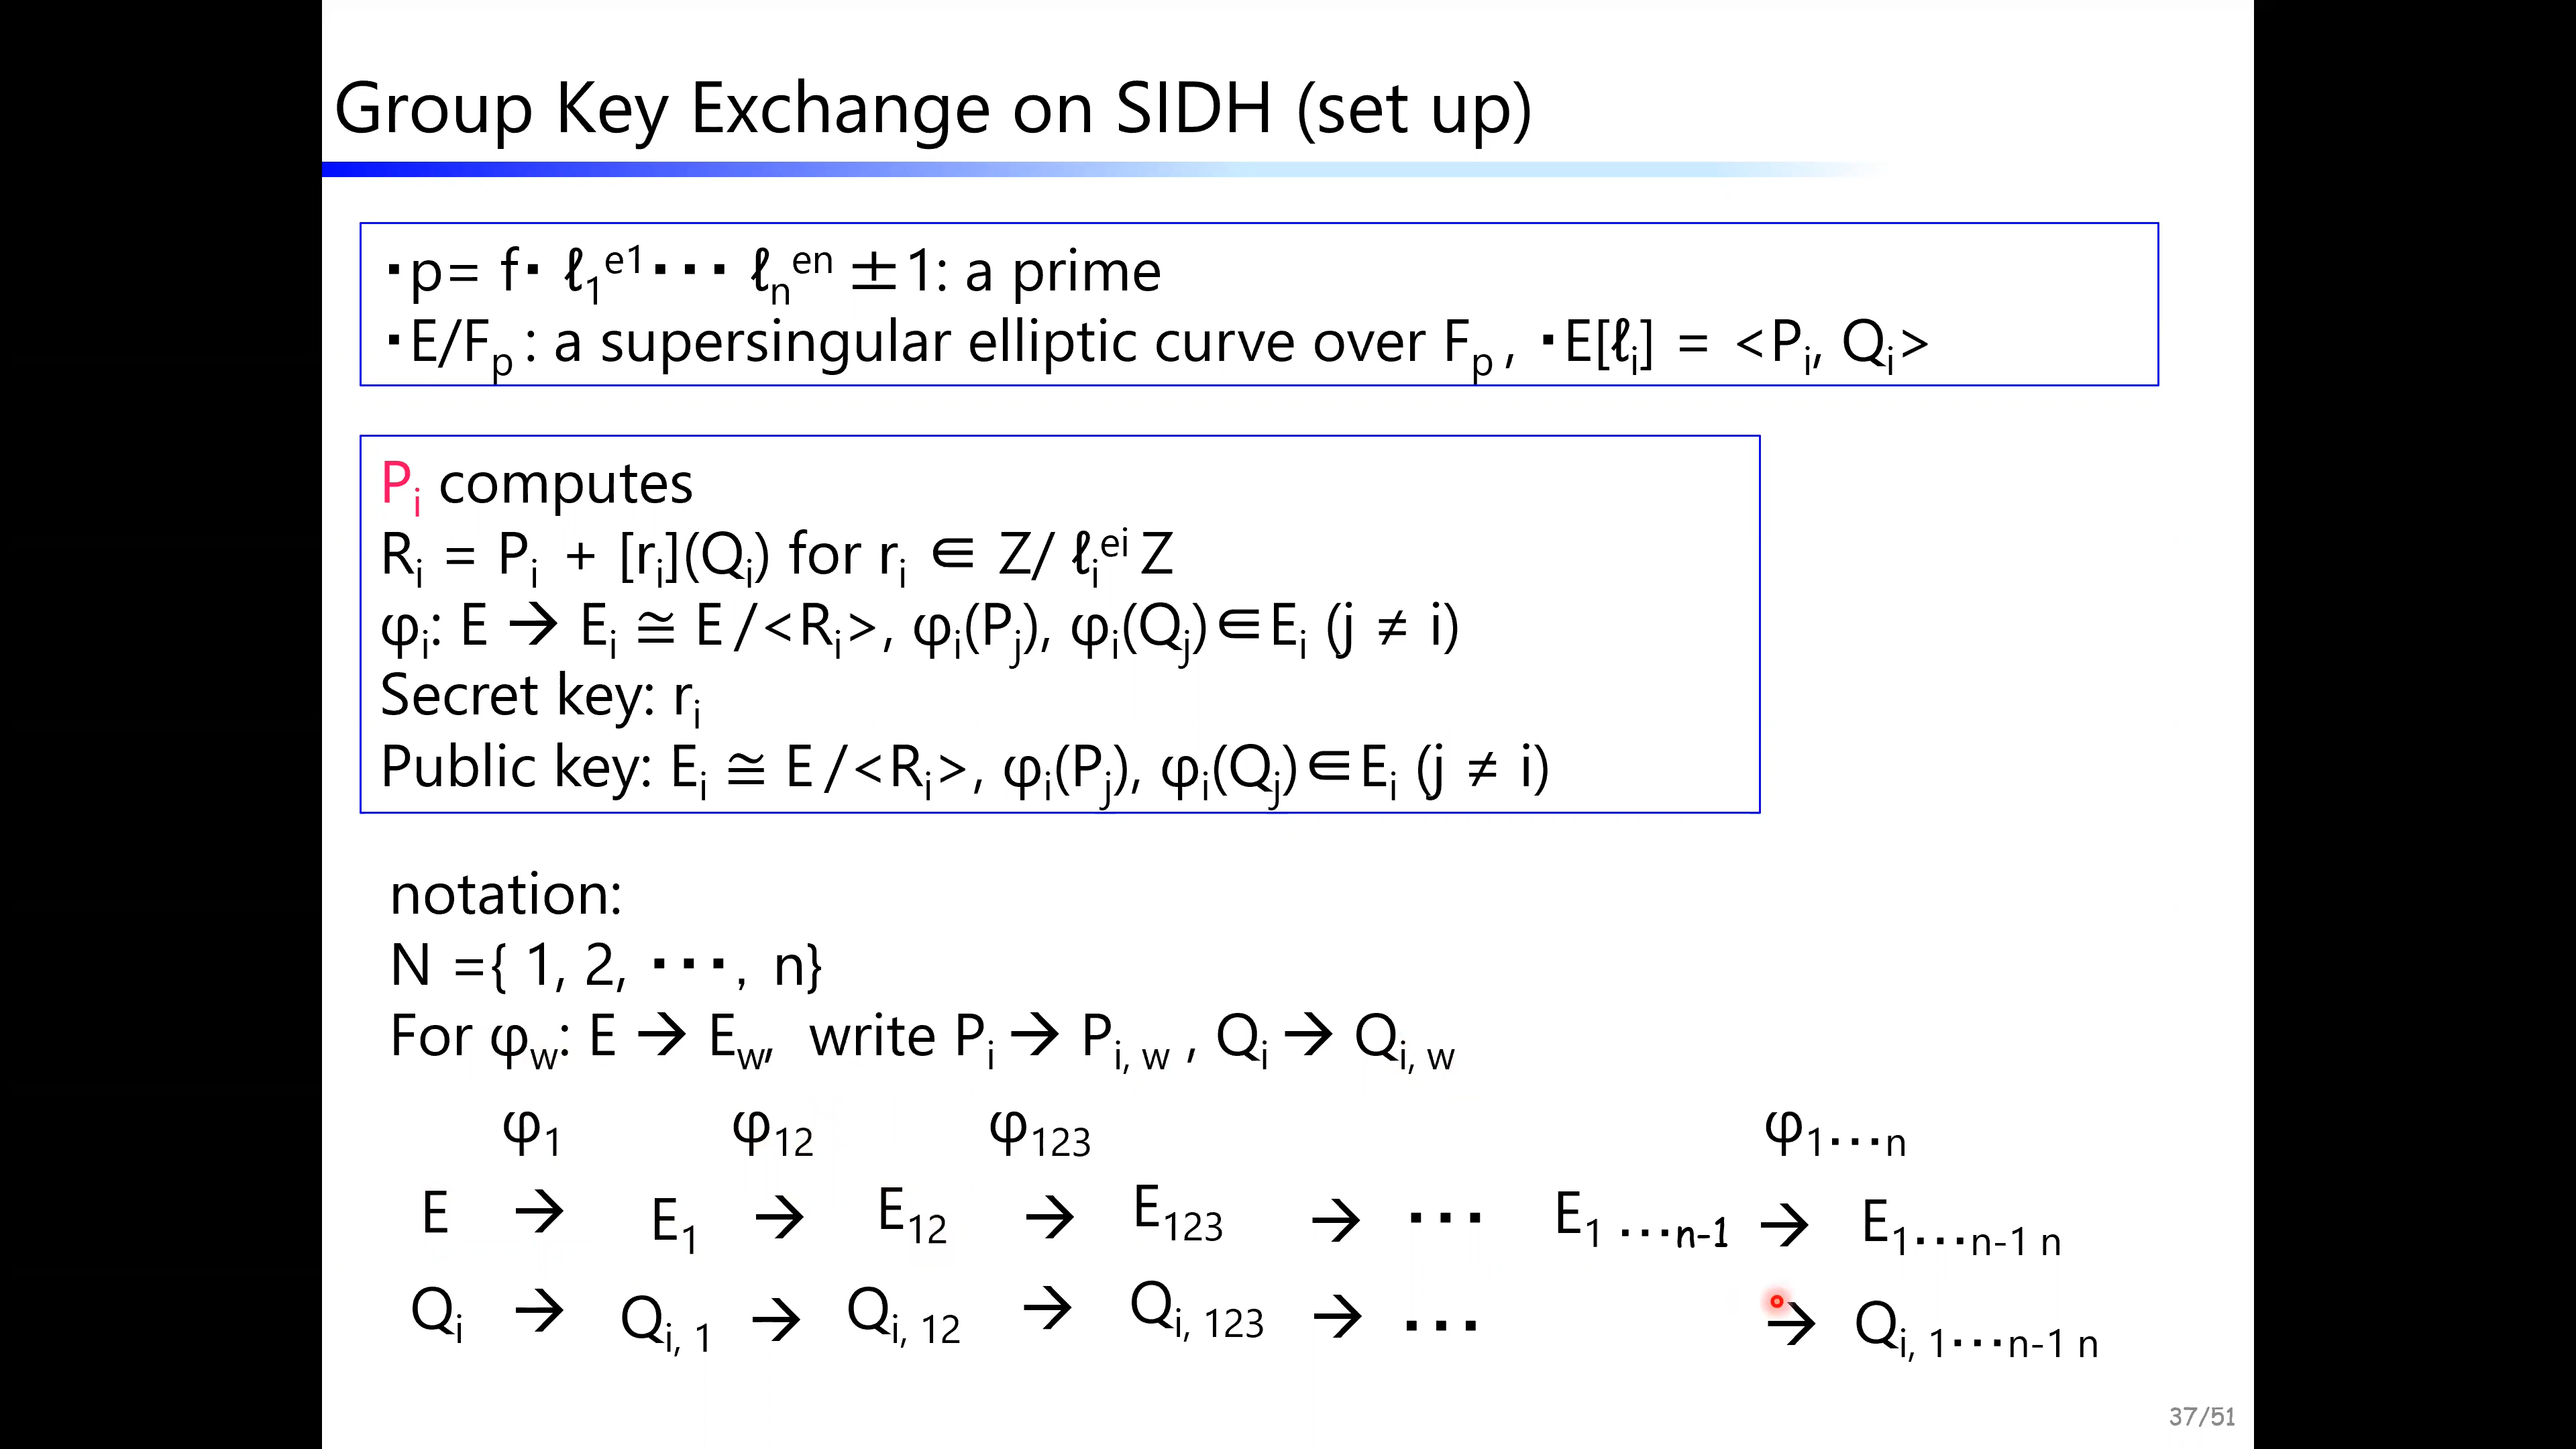 Group Key Exchange on SIDH (set up)
・p= f・ ℓ₁ᵉ¹・・・ ℓₙᵉⁿ ±1: a prime
・E/Fₚ : a supersingular elliptic curve over Fₚ , ・E[ℓᵢ] = <Pᵢ, Qᵢ>
Pᵢ computes
Rᵢ = Pᵢ + [rᵢ](Qᵢ) for rᵢ ∈ Z/ ℓᵢᵉⁱ Z
φᵢ: E → Eᵢ ≅ E /<Rᵢ>, φᵢ(Pⱼ), φᵢ(Qⱼ)∈Eᵢ (j ≠ i)
Secret key: rᵢ
Public key: Eᵢ ≅ E /<Rᵢ>, φᵢ(Pⱼ), φᵢ(Qⱼ)∈Eᵢ (j ≠ i)
notation:
N ={ 1, 2, ・・・, n}
For φw: E → Ew, write Pᵢ → Pi, w , Qᵢ → Qi, w
φ₁ φ₁₂ φ₁₂₃ φ1・・・n
E → E₁ → E₁₂ → E₁₂₃ → ・・・ E1 ・・・n-1 → E1・・・n-1 n
Qᵢ → Qi, 1 → Qi, 12 → Qi, 123 → ・・・ → Qi, 1・・・n-1 n
37/51